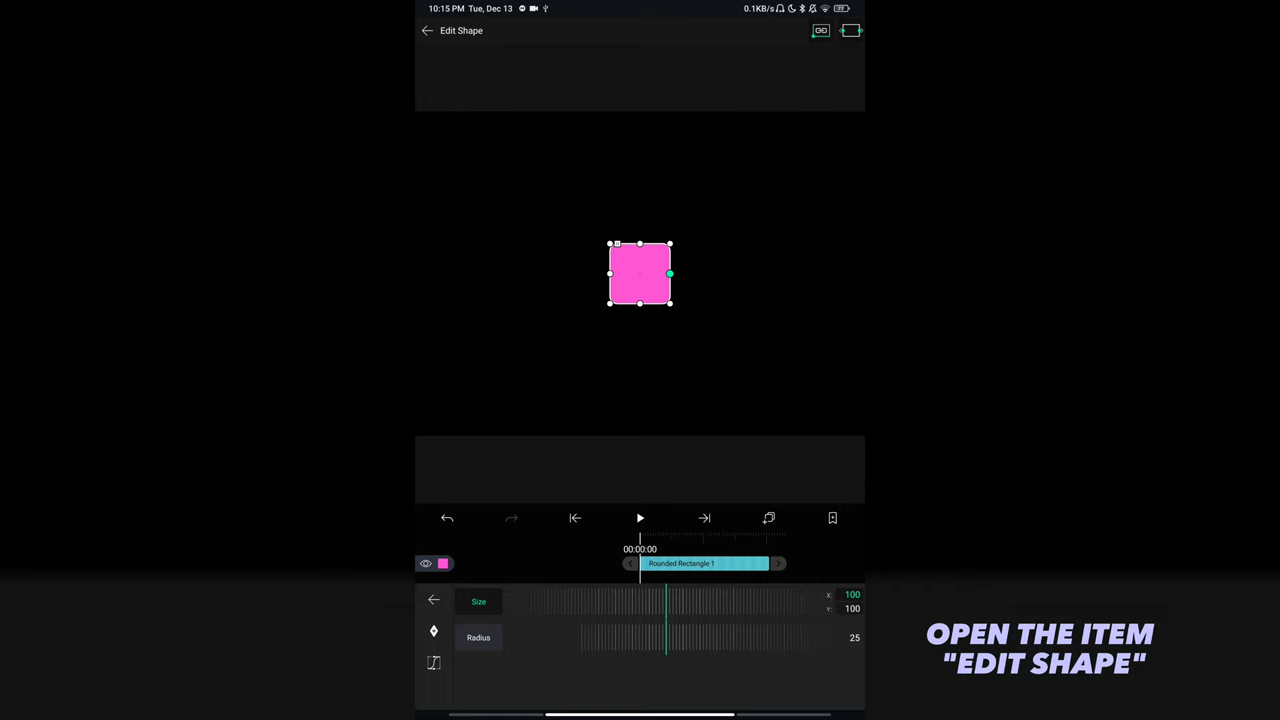 10:15 PM Tue, Dec 13
0.1KB/s
Edit Shape
00:00:00
Rounded Rectangle 1
Size
X: 100
Y: 100
Radius
25
OPEN THE ITEM
"EDIT SHAPE"